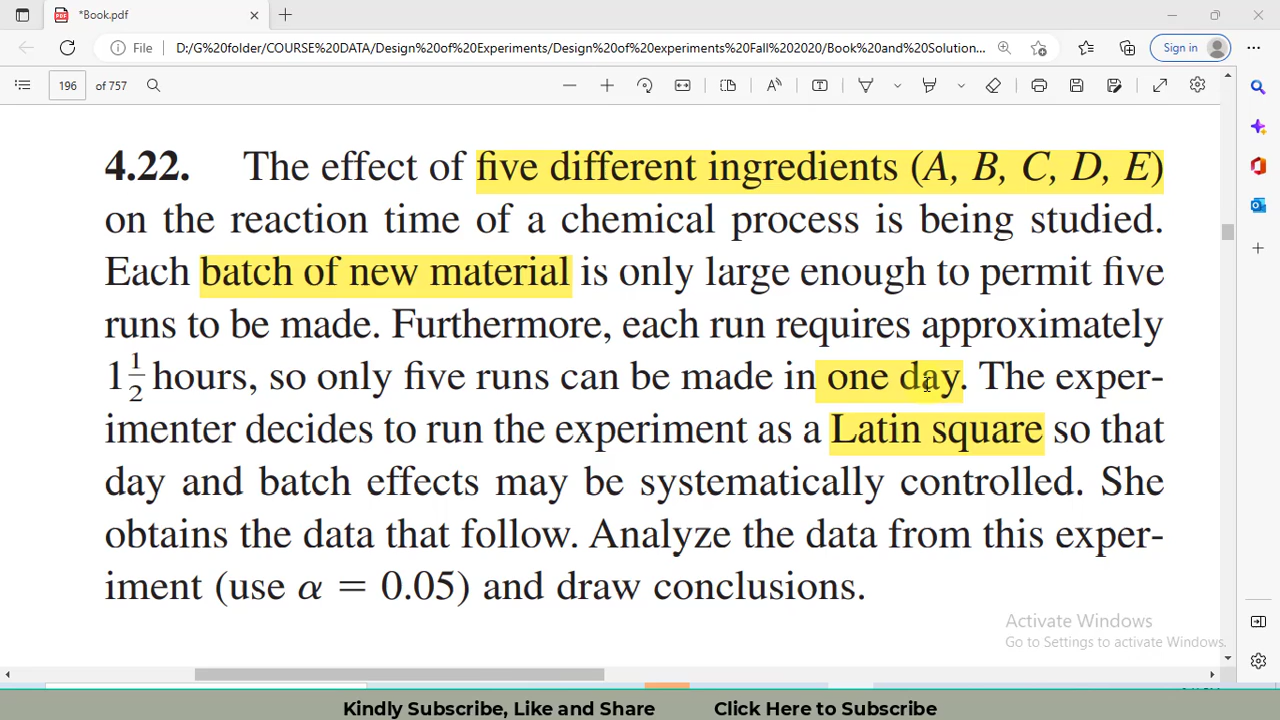 *Book.pdf
File
D:/G%20folder/COURSE%20DATA/Design%20of%20Experiments/Design%20of%20experiments%20Fall%202020/Book%20and%20Solution...
Sign in
196 of 757
4.22. The effect of five different ingredients (A, B, C, D, E)
on the reaction time of a chemical process is being studied.
Each batch of new material is only large enough to permit five
runs to be made. Furthermore, each run requires approximately
1 1/2 hours, so only five runs can be made in one day. The exper-
imenter decides to run the experiment as a Latin square so that
day and batch effects may be systematically controlled. She
obtains the data that follow. Analyze the data from this exper-
iment (use α = 0.05) and draw conclusions.
Activate Windows
Go to Settings to activate Windows.
Kindly Subscribe, Like and Share Click Here to Subscribe